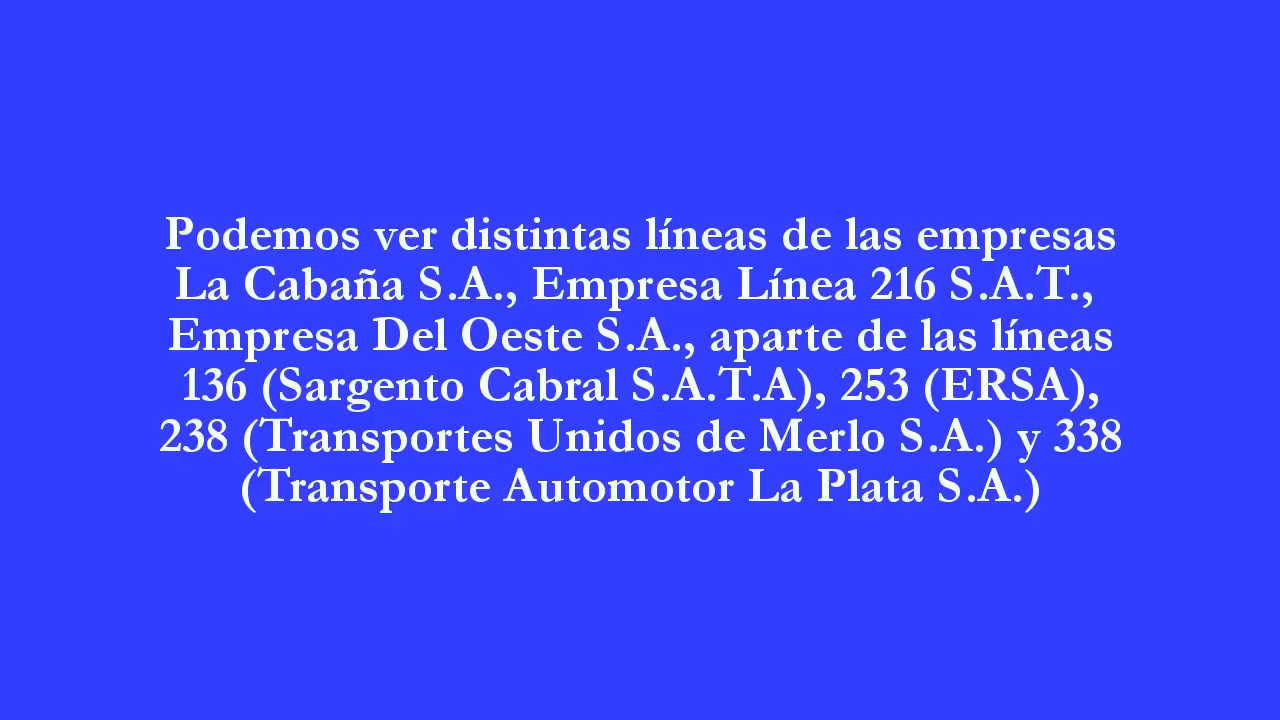 Podemos ver distintas líneas de las empresas
La Cabaña S.A., Empresa Línea 216 S.A.T.,
Empresa Del Oeste S.A., aparte de las líneas
136 (Sargento Cabral S.A.T.A), 253 (ERSA),
238 (Transportes Unidos de Merlo S.A.) y 338
(Transporte Automotor La Plata S.A.)